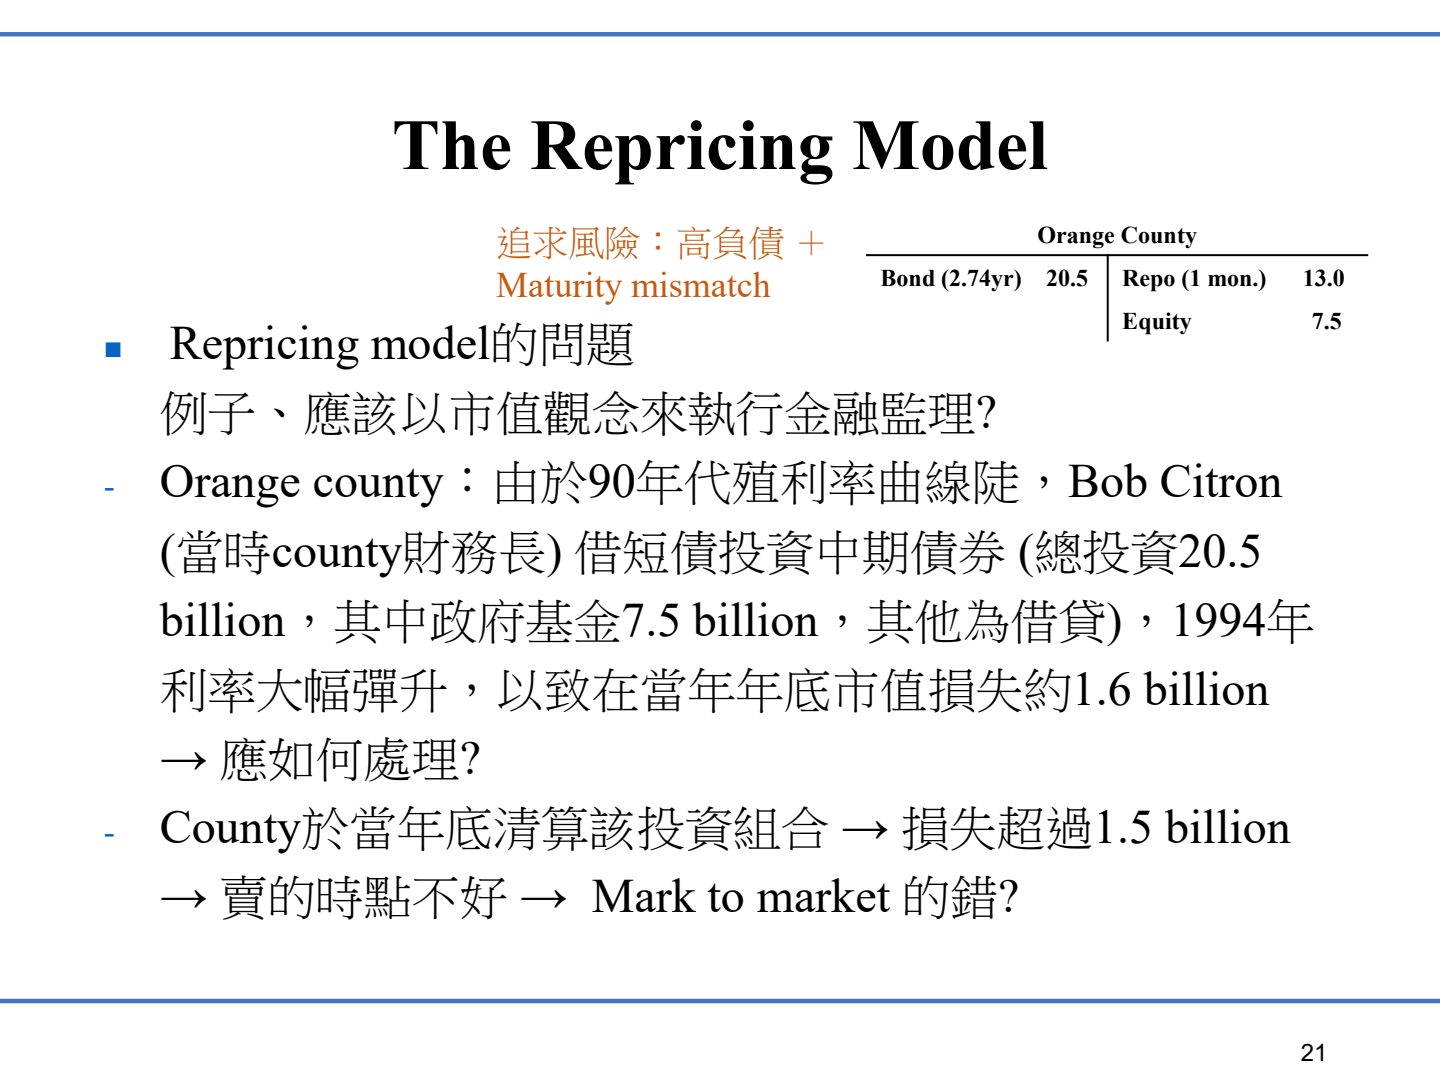 The Repricing Model
追求風險：高負債 ＋
Maturity mismatch
Orange County
Bond (2.74yr) 20.5 Repo (1 mon.) 13.0
Equity 7.5
■ Repricing model的問題
例子、應該以市值觀念來執行金融監理?
- Orange county：由於90年代殖利率曲線陡，Bob Citron
(當時county財務長) 借短債投資中期債券 (總投資20.5
billion，其中政府基金7.5 billion，其他為借貸)，1994年
利率大幅彈升，以致在當年年底市值損失約1.6 billion
→ 應如何處理?
- County於當年底清算該投資組合 → 損失超過1.5 billion
→ 賣的時點不好 → Mark to market 的錯?
21